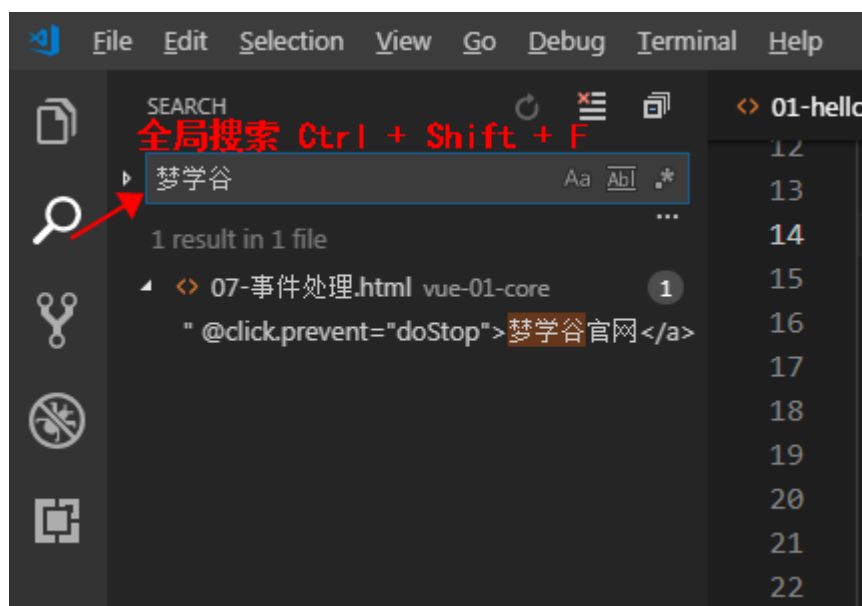 File Edit Selection View Go Debug Terminal Help
SEARCH
全局搜索 Ctrl + Shift + F
梦学谷 Aa Abl .*
...
1 result in 1 file
07-事件处理.html vue-01-core 1
" @click.prevent="doStop">梦学谷官网</a>
<> 01-hello
12
13
14
15
16
17
18
19
20
21
22